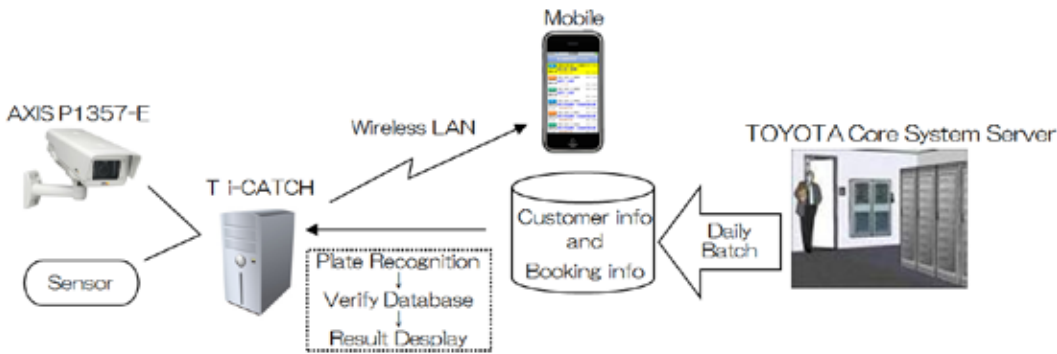 Mobile
AXIS P1357-E
Wireless LAN
TOYOTA Core System Server
T i-CATCH
Customer info
and
Booking info
Daily
Batch
Sensor
Plate Recognition
Verify Database
Result Desplay